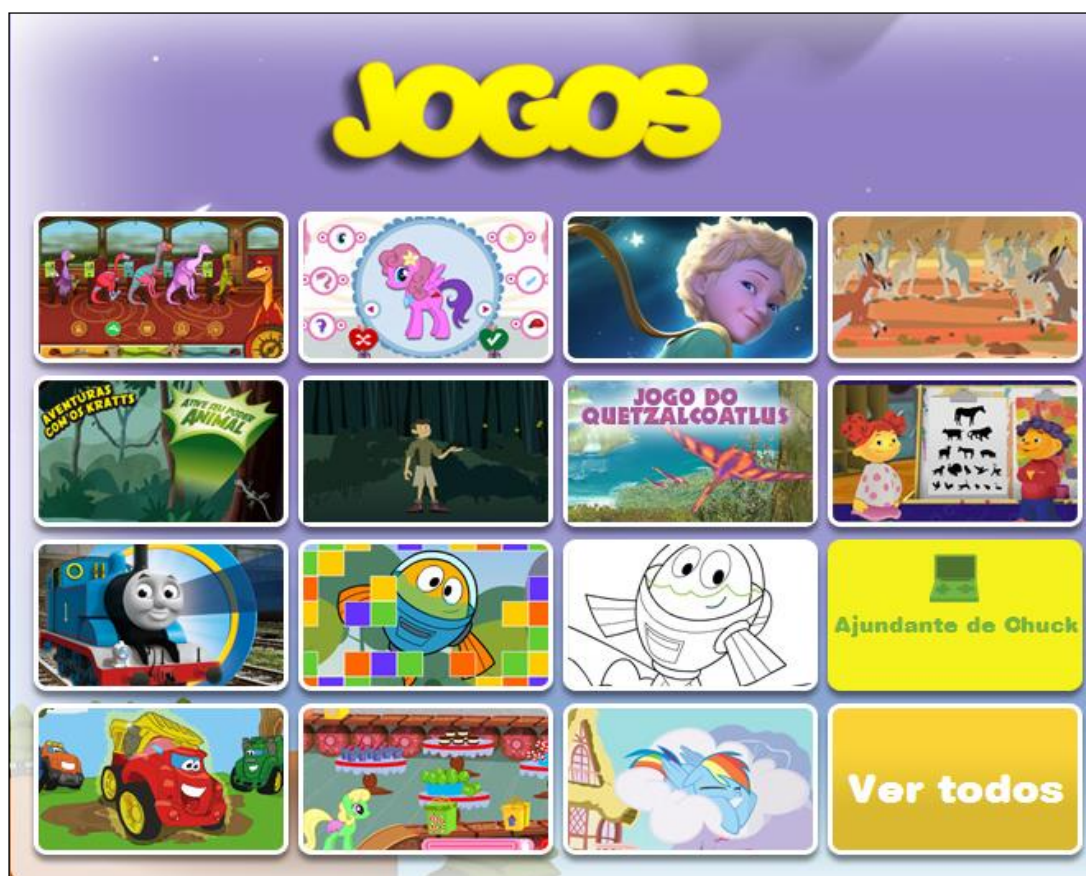 JOGOS
AVENTURAS
COM OS KRATTS
ATIVE SEU PODER
ANIMAL
JOGO DO
QUETZALCOATLUS
Ajundante de Chuck
Ver todos